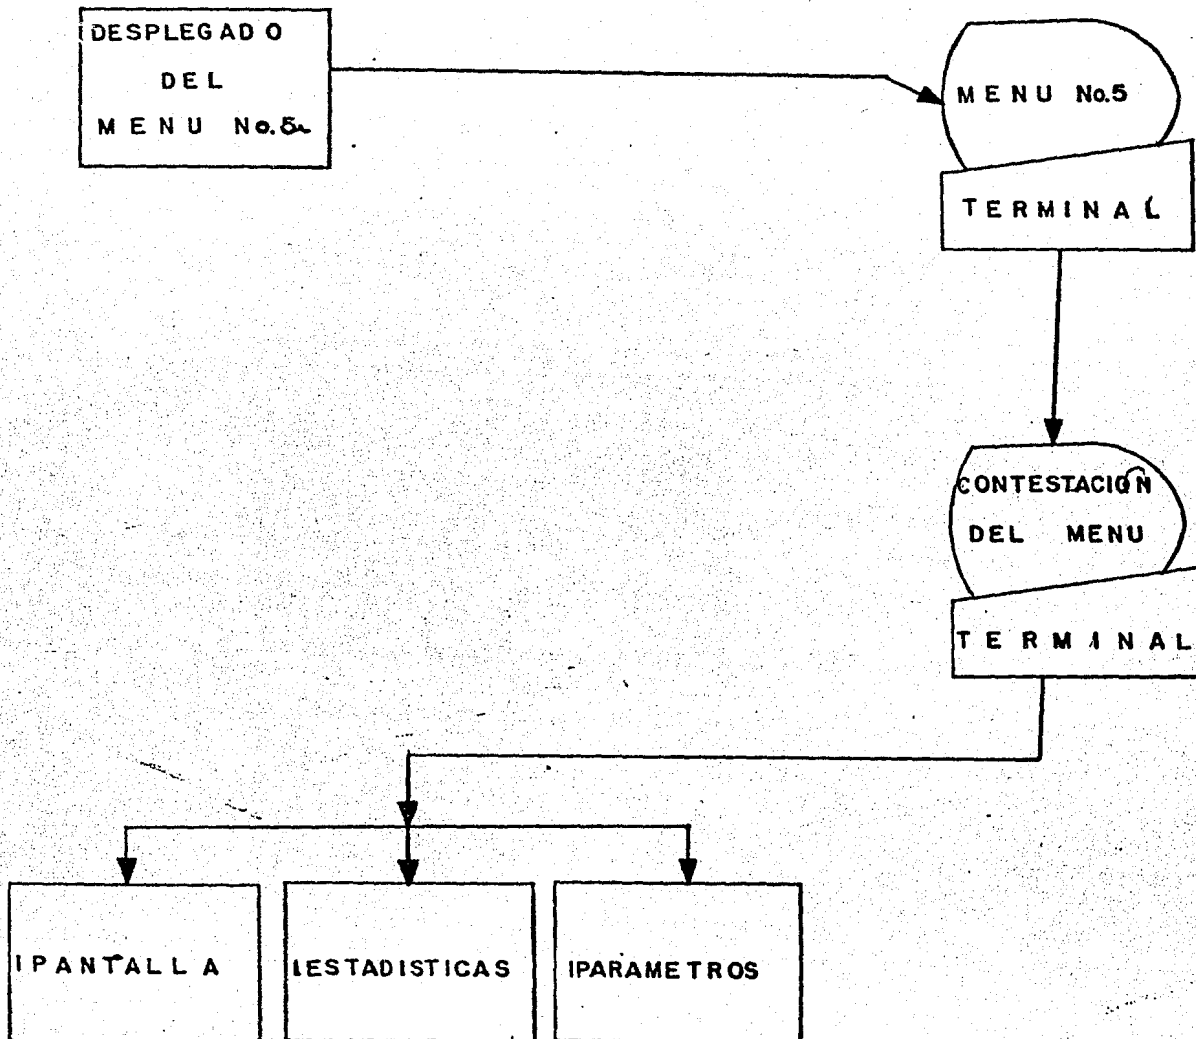 DESPLEGADO
DEL
MENU No.5
MENU No.5
TERMINAL
CONTESTACIÓN
DEL MENU
TERMINAL
IPANTALLA
IESTADISTICAS
IPARAMETROS